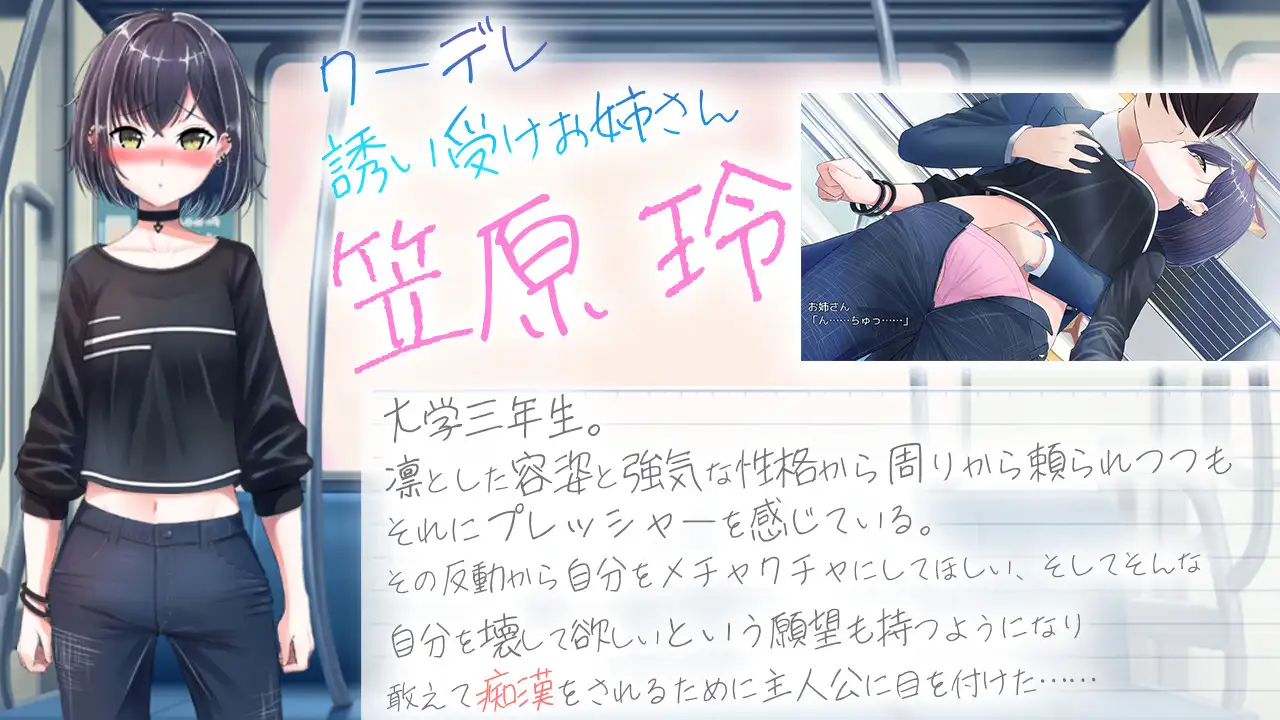 クーデレ
誘い受けお姉さん
笠原 玲
お姉さん
「ん……ちゅっ……」
大学三年生。
凛とした容姿と強気な性格から周りから頼られつつも
それにプレッシャーを感じている。
その反動から自分をメチャクチャにしてほしい、そしてそんな
自分を壊して欲しいという願望も持つようになり
敢えて痴漢をされるために主人公に目を付けた……